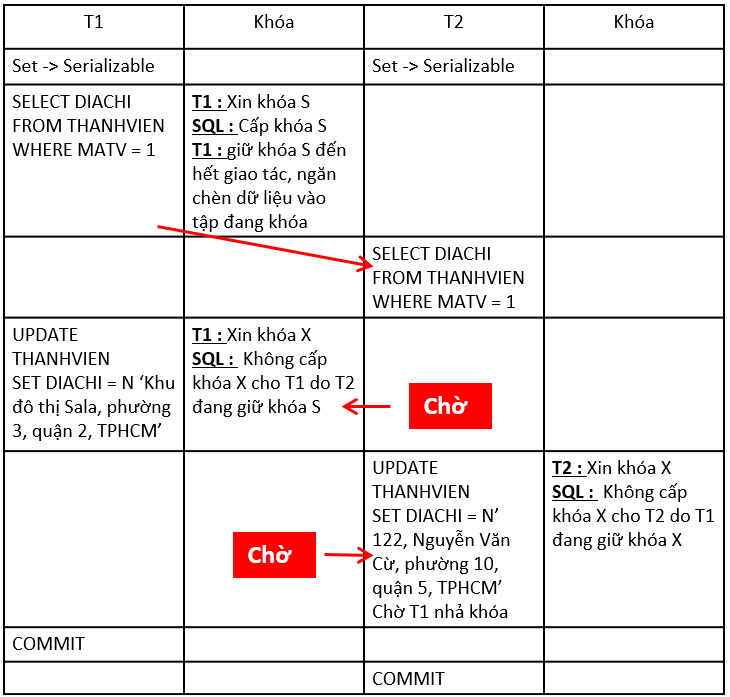 T1 Khóa T2 Khóa
Set -> Serializable Set -> Serializable
SELECT DIACHI
FROM THANHVIEN
WHERE MATV = 1
T1 : Xin khóa S
SQL : Cấp khóa S
T1 : giữ khóa S đến
hết giao tác, ngăn
chèn dữ liệu vào
tập đang khóa
SELECT DIACHI
FROM THANHVIEN
WHERE MATV = 1
UPDATE
THANHVIEN
SET DIACHI = N ‘Khu
đô thị Sala, phường
3, quận 2, TPHCM’
T1 : Xin khóa X
SQL : Không cấp
khóa X cho T1 do T2
đang giữ khóa S
Chờ
Chờ
UPDATE
THANHVIEN
SET DIACHI = N’
122, Nguyễn Văn
Cừ, phường 10,
quận 5, TPHCM’
Chờ T1 nhả khóa
T2 : Xin khóa X
SQL : Không cấp
khóa X cho T2 do T1
đang giữ khóa X
COMMIT
COMMIT